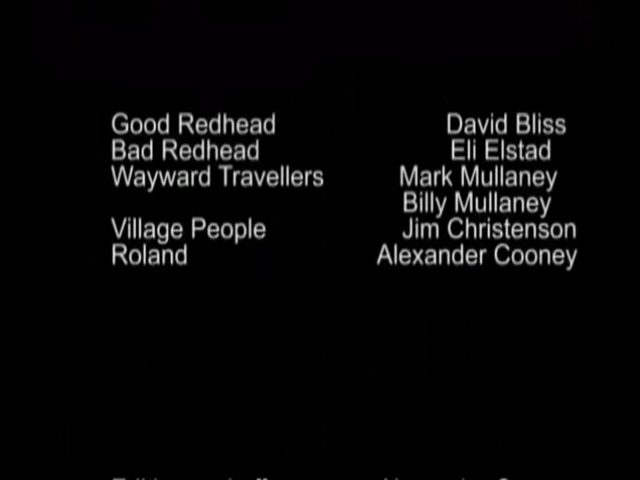 Good Redhead David Bliss
Bad Redhead Eli Elstad
Wayward Travellers Mark Mullaney
Billy Mullaney
Village People Jim Christenson
Roland Alexander Cooney